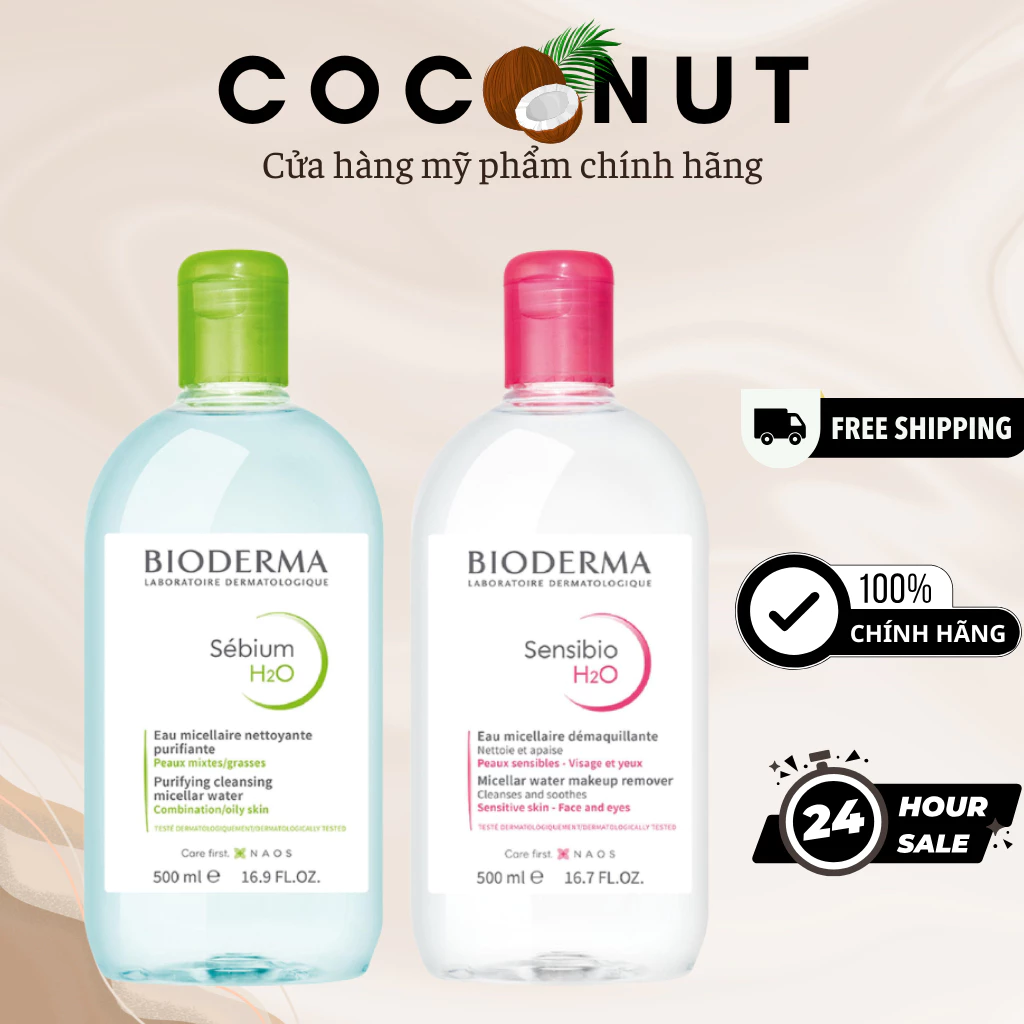 COCONUT
Cửa hàng mỹ phẩm chính hãng
BIODERMA
LABORATOIRE DERMATOLOGIQUE
Sébium
H2O
Eau micellaire nettoyante
purifiante
Peaux mixtes/grasses
Purifying cleansing
micellar water
Combination/oily skin
TESTÉ DERMATOLOGIQUEMENT/DERMATOLOGICALLY TESTED
Care first. NAOS
500 ml ℮ 16.9 FL.OZ.
BIODERMA
LABORATOIRE DERMATOLOGIQUE
Sensibio
H2O
Eau micellaire démaquillante
Nettoie et apaise
Peaux sensibles - Visage et yeux
Micellar water makeup remover
Cleanses and soothes
Sensitive skin - Face and eyes
TESTÉ DERMATOLOGIQUEMENT/DERMATOLOGICALLY TESTED
Care first. NAOS
500 ml ℮ 16.7 FL.OZ.
FREE SHIPPING
100%
CHÍNH HÃNG
24 HOUR
SALE